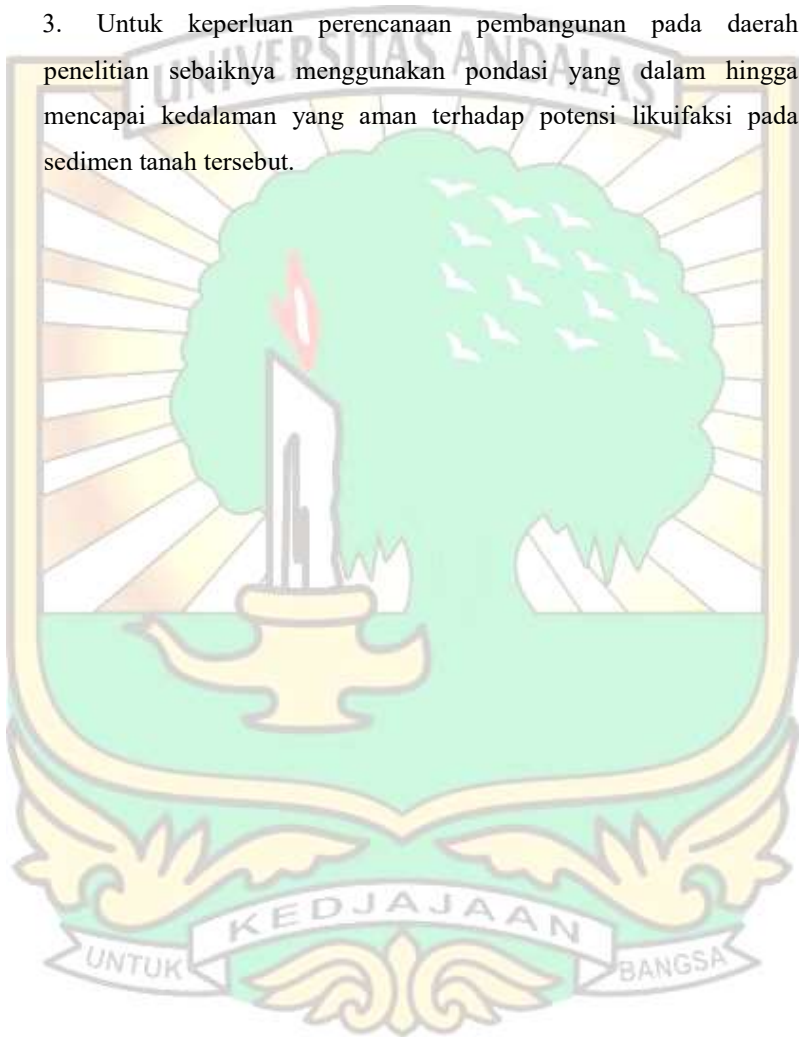 3. Untuk keperluan perencanaan pembangunan pada daerah
penelitian sebaiknya menggunakan pondasi yang dalam hingga
mencapai kedalaman yang aman terhadap potensi likuifaksi pada
sedimen tanah tersebut.
UNIVERSITAS ANDALAS
UNTUK KEDJAJAAN BANGSA